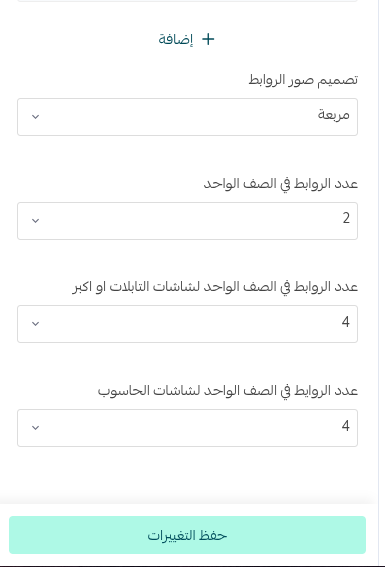 + إضافة
تصميم صور الروابط
مربعة
عدد الروابط في الصف الواحد
2
عدد الروابط في الصف الواحد لشاشات التابلات او اكبر
4
عدد الروابط في الصف الواحد لشاشات الحاسوب
4
حفظ التغييرات